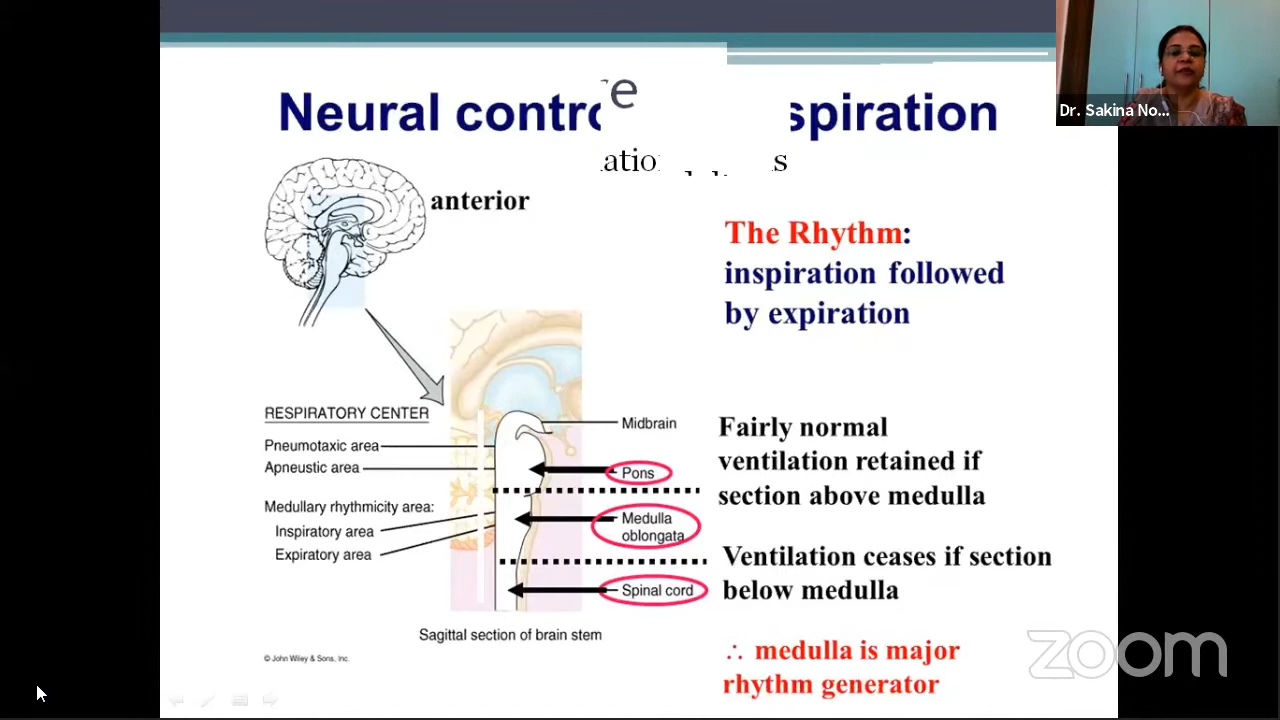 Neural contro
e
spiration
Dr. Sakina No...
atio
s
anterior
The Rhythm:
inspiration followed
by expiration
RESPIRATORY CENTER
Pneumotaxic area
Apneustic area
Medullary rhythmicity area:
Inspiratory area
Expiratory area
Midbrain
Pons
Medulla
oblongata
Spinal cord
Sagittal section of brain stem
© John Wiley & Sons, Inc.
Fairly normal
ventilation retained if
section above medulla
Ventilation ceases if section
below medulla
∴ medulla is major
rhythm generator
zoom